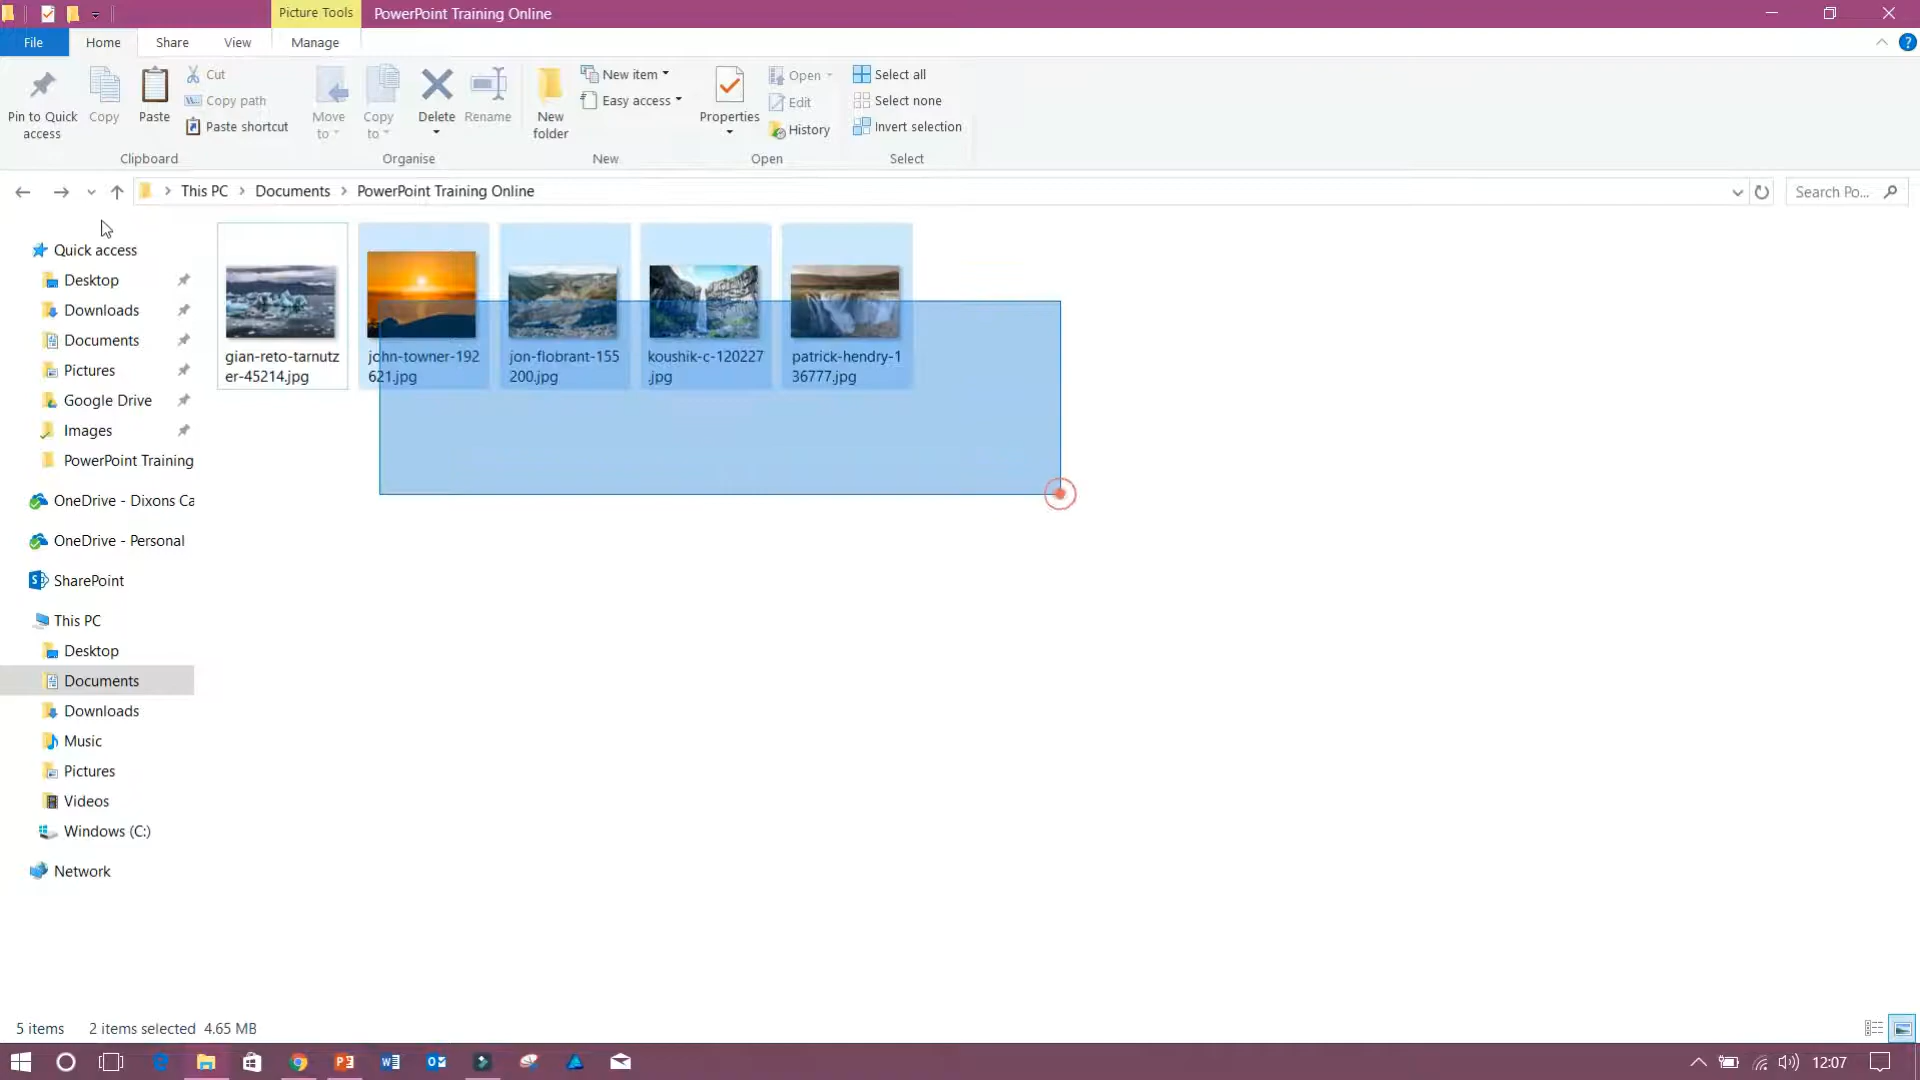 Picture Tools PowerPoint Training Online
File Home Share View Manage
Pin to Quick access
Copy
Paste
Cut
Copy path
Paste shortcut
Clipboard
Move to
Copy to
Delete
Rename
Organise
New folder
New item
Easy access
New
Properties
Open
Edit
History
Open
Select all
Select none
Invert selection
Select
This PC > Documents > PowerPoint Training Online
Search Po...
Quick access
Desktop
Downloads
Documents
Pictures
Google Drive
Images
PowerPoint Training
OneDrive - Dixons Ca
OneDrive - Personal
SharePoint
This PC
Desktop
Documents
Downloads
Music
Pictures
Videos
Windows (C:)
Network
gian-reto-tarnutz
er-45214.jpg
john-towner-192
621.jpg
jon-flobrant-155
200.jpg
koushik-c-120227
.jpg
patrick-hendry-1
36777.jpg
5 items 2 items selected 4.65 MB
12:07